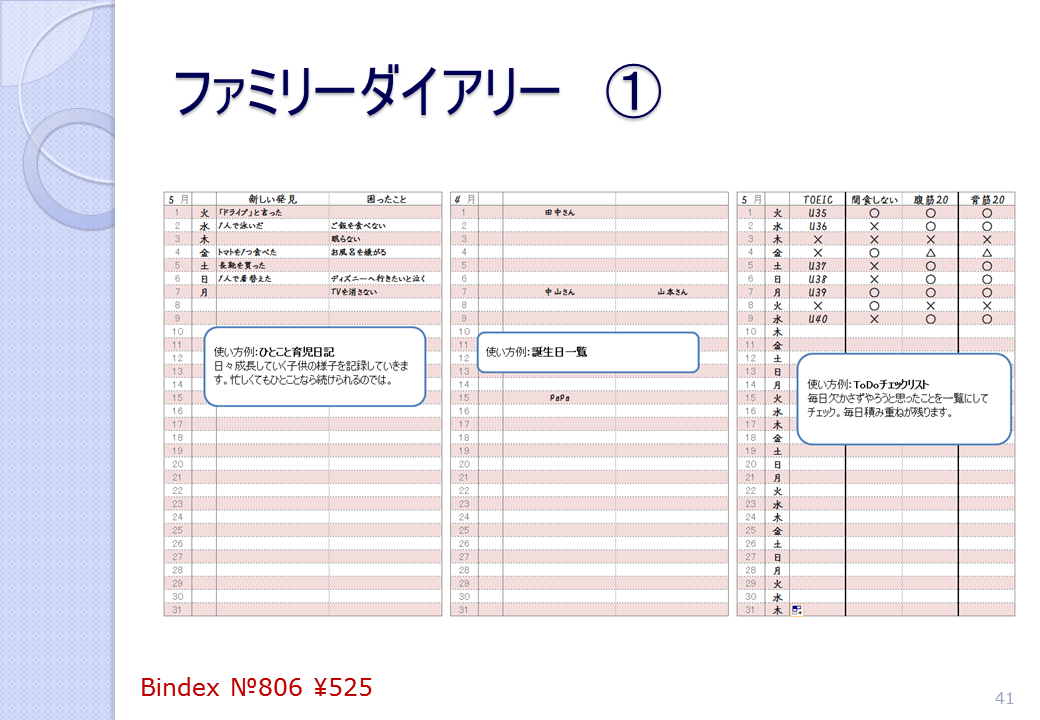 ファミリーダイアリー ①
5 月 新しい発見 困ったこと
1 火 「ドライブ」と言った
2 水 1人で泳いだ ご飯を食べない
3 木 眠らない
4 金 トマトを1つ食べた お風呂を嫌がる
5 土 長靴を買った
6 日 1人で着替えた ディズニーへ行きたいと泣く
7 月 TVを消さない
8
9
10
11
12
13
14
15
16
17
18
19
20
21
22
23
24
25
26
27
28
29
30
31
使い方例:ひとこと育児日記
日々成長していく子供の様子を記録していきま
す。忙しくてもひとことなら続けられるのでは。
4 月
1 田中さん
2
3
4
5
6
7 中山さん 山本さん
8
9
10
11
12
13
14
15 papa
16
17
18
19
20
21
22
23
24
25
26
27
28
29
30
31
使い方例:誕生日一覧
5 月 TOEIC 間食しない 腹筋20 背筋20
1 火 U35 ○ ○ ○
2 水 U36 × ○ ○
3 木 × × × ×
4 金 × ○ △ △
5 土 U37 × ○ ○
6 日 U38 × ○ ○
7 月 U39 ○ ○ ○
8 火 × ○ × ×
9 水 U40 × ○ ○
10 木
11 金
12 土
13 日
14 月
15 火
16 水
17 木
18 金
19 土
20 日
21 月
22 火
23 水
24 木
25 金
26 土
27 日
28 月
29 火
30 水
31 木
使い方例:ToDoチェックリスト
毎日欠かさずやろうと思ったことを一覧にして
チェック。毎日積み重ねが残ります。
Bindex №806 ¥525
41